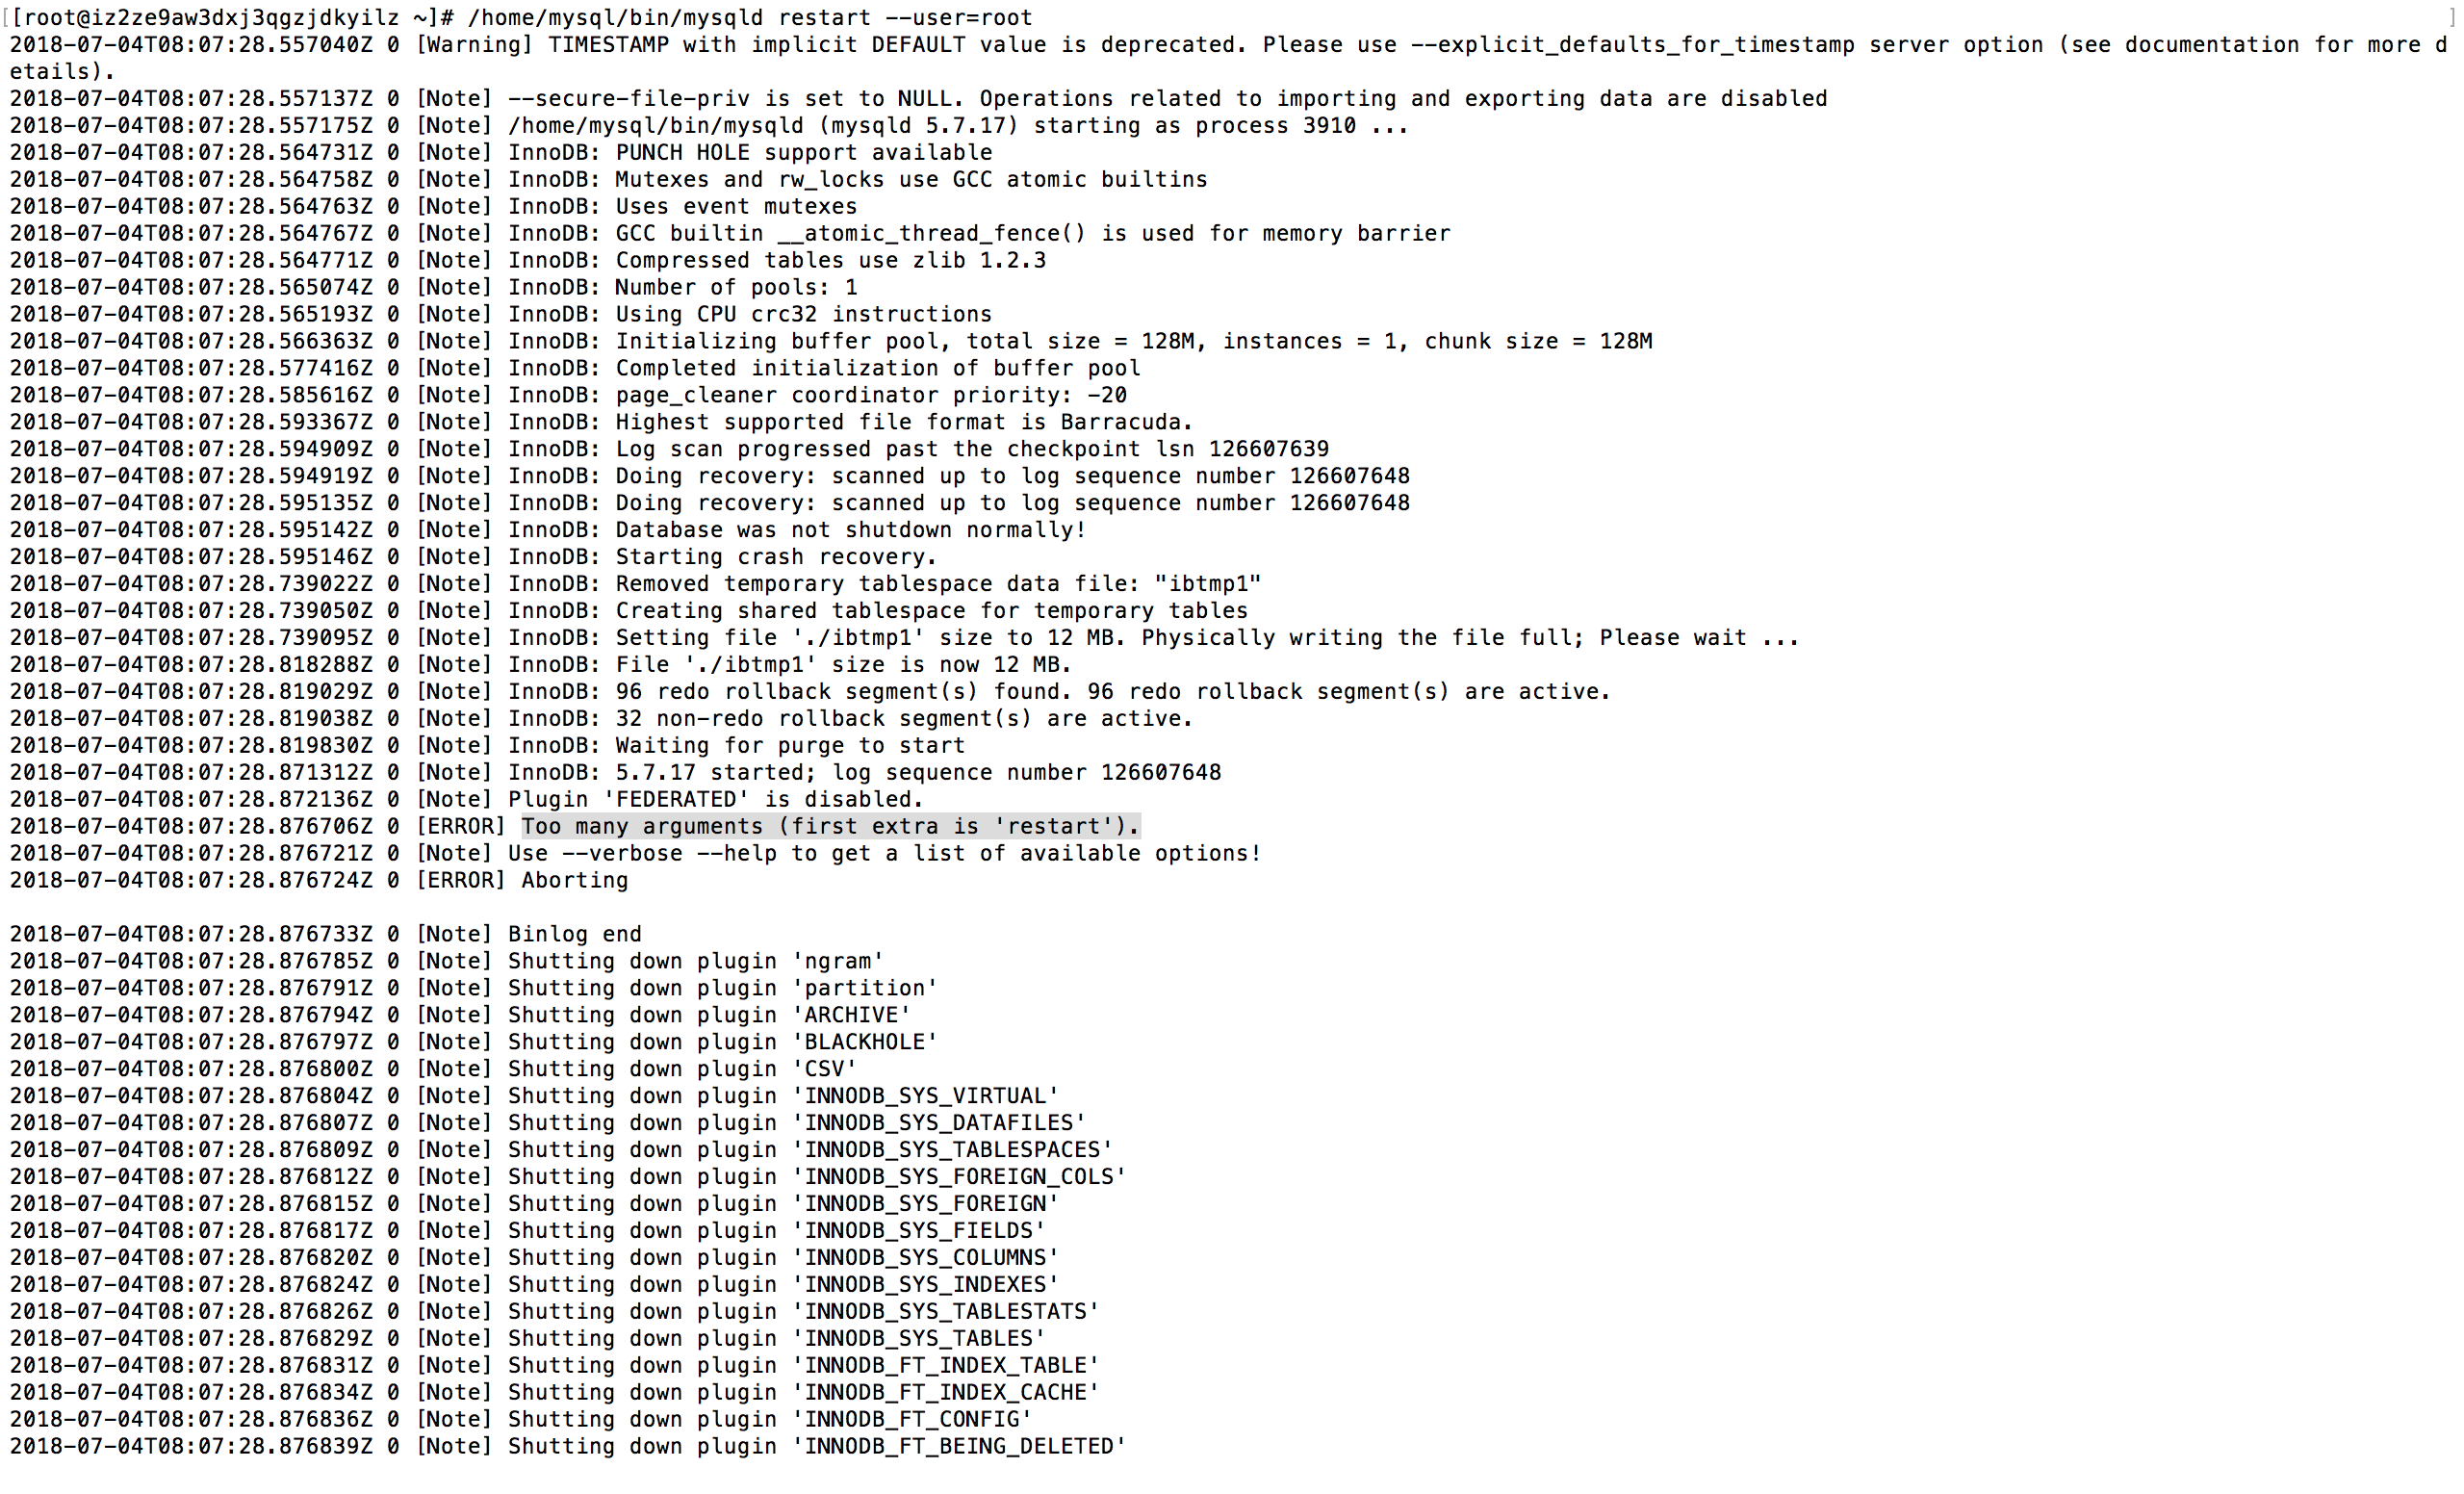 [[root@iz2ze9aw3dxj3qgzjdkyilz ~]# /home/mysql/bin/mysqld restart --user=root ]
2018-07-04T08:07:28.557040Z 0 [Warning] TIMESTAMP with implicit DEFAULT value is deprecated. Please use --explicit_defaults_for_timestamp server option (see documentation for more d
etails).
2018-07-04T08:07:28.557137Z 0 [Note] --secure-file-priv is set to NULL. Operations related to importing and exporting data are disabled
2018-07-04T08:07:28.557175Z 0 [Note] /home/mysql/bin/mysqld (mysqld 5.7.17) starting as process 3910 ...
2018-07-04T08:07:28.564731Z 0 [Note] InnoDB: PUNCH HOLE support available
2018-07-04T08:07:28.564758Z 0 [Note] InnoDB: Mutexes and rw_locks use GCC atomic builtins
2018-07-04T08:07:28.564763Z 0 [Note] InnoDB: Uses event mutexes
2018-07-04T08:07:28.564767Z 0 [Note] InnoDB: GCC builtin __atomic_thread_fence() is used for memory barrier
2018-07-04T08:07:28.564771Z 0 [Note] InnoDB: Compressed tables use zlib 1.2.3
2018-07-04T08:07:28.565074Z 0 [Note] InnoDB: Number of pools: 1
2018-07-04T08:07:28.565193Z 0 [Note] InnoDB: Using CPU crc32 instructions
2018-07-04T08:07:28.566363Z 0 [Note] InnoDB: Initializing buffer pool, total size = 128M, instances = 1, chunk size = 128M
2018-07-04T08:07:28.577416Z 0 [Note] InnoDB: Completed initialization of buffer pool
2018-07-04T08:07:28.585616Z 0 [Note] InnoDB: page_cleaner coordinator priority: -20
2018-07-04T08:07:28.593367Z 0 [Note] InnoDB: Highest supported file format is Barracuda.
2018-07-04T08:07:28.594909Z 0 [Note] InnoDB: Log scan progressed past the checkpoint lsn 126607639
2018-07-04T08:07:28.594919Z 0 [Note] InnoDB: Doing recovery: scanned up to log sequence number 126607648
2018-07-04T08:07:28.595135Z 0 [Note] InnoDB: Doing recovery: scanned up to log sequence number 126607648
2018-07-04T08:07:28.595142Z 0 [Note] InnoDB: Database was not shutdown normally!
2018-07-04T08:07:28.595146Z 0 [Note] InnoDB: Starting crash recovery.
2018-07-04T08:07:28.739022Z 0 [Note] InnoDB: Removed temporary tablespace data file: "ibtmp1"
2018-07-04T08:07:28.739050Z 0 [Note] InnoDB: Creating shared tablespace for temporary tables
2018-07-04T08:07:28.739095Z 0 [Note] InnoDB: Setting file './ibtmp1' size to 12 MB. Physically writing the file full; Please wait ...
2018-07-04T08:07:28.818288Z 0 [Note] InnoDB: File './ibtmp1' size is now 12 MB.
2018-07-04T08:07:28.819029Z 0 [Note] InnoDB: 96 redo rollback segment(s) found. 96 redo rollback segment(s) are active.
2018-07-04T08:07:28.819038Z 0 [Note] InnoDB: 32 non-redo rollback segment(s) are active.
2018-07-04T08:07:28.819830Z 0 [Note] InnoDB: Waiting for purge to start
2018-07-04T08:07:28.871312Z 0 [Note] InnoDB: 5.7.17 started; log sequence number 126607648
2018-07-04T08:07:28.872136Z 0 [Note] Plugin 'FEDERATED' is disabled.
2018-07-04T08:07:28.876706Z 0 [ERROR] Too many arguments (first extra is 'restart').
2018-07-04T08:07:28.876721Z 0 [Note] Use --verbose --help to get a list of available options!
2018-07-04T08:07:28.876724Z 0 [ERROR] Aborting
2018-07-04T08:07:28.876733Z 0 [Note] Binlog end
2018-07-04T08:07:28.876785Z 0 [Note] Shutting down plugin 'ngram'
2018-07-04T08:07:28.876791Z 0 [Note] Shutting down plugin 'partition'
2018-07-04T08:07:28.876794Z 0 [Note] Shutting down plugin 'ARCHIVE'
2018-07-04T08:07:28.876797Z 0 [Note] Shutting down plugin 'BLACKHOLE'
2018-07-04T08:07:28.876800Z 0 [Note] Shutting down plugin 'CSV'
2018-07-04T08:07:28.876804Z 0 [Note] Shutting down plugin 'INNODB_SYS_VIRTUAL'
2018-07-04T08:07:28.876807Z 0 [Note] Shutting down plugin 'INNODB_SYS_DATAFILES'
2018-07-04T08:07:28.876809Z 0 [Note] Shutting down plugin 'INNODB_SYS_TABLESPACES'
2018-07-04T08:07:28.876812Z 0 [Note] Shutting down plugin 'INNODB_SYS_FOREIGN_COLS'
2018-07-04T08:07:28.876815Z 0 [Note] Shutting down plugin 'INNODB_SYS_FOREIGN'
2018-07-04T08:07:28.876817Z 0 [Note] Shutting down plugin 'INNODB_SYS_FIELDS'
2018-07-04T08:07:28.876820Z 0 [Note] Shutting down plugin 'INNODB_SYS_COLUMNS'
2018-07-04T08:07:28.876824Z 0 [Note] Shutting down plugin 'INNODB_SYS_INDEXES'
2018-07-04T08:07:28.876826Z 0 [Note] Shutting down plugin 'INNODB_SYS_TABLESTATS'
2018-07-04T08:07:28.876829Z 0 [Note] Shutting down plugin 'INNODB_SYS_TABLES'
2018-07-04T08:07:28.876831Z 0 [Note] Shutting down plugin 'INNODB_FT_INDEX_TABLE'
2018-07-04T08:07:28.876834Z 0 [Note] Shutting down plugin 'INNODB_FT_INDEX_CACHE'
2018-07-04T08:07:28.876836Z 0 [Note] Shutting down plugin 'INNODB_FT_CONFIG'
2018-07-04T08:07:28.876839Z 0 [Note] Shutting down plugin 'INNODB_FT_BEING_DELETED'